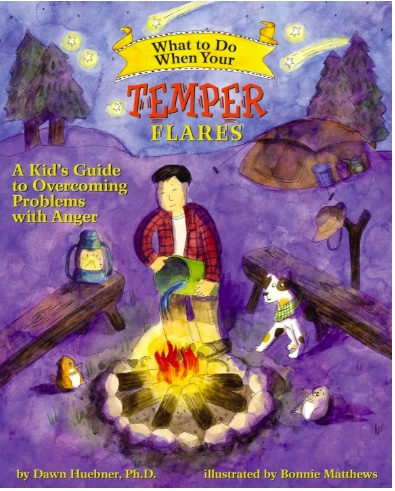 What to Do
When Your
TEMPER
FLARES
A Kid's Guide
to Overcoming
Problems
with Anger
by Dawn Huebner, Ph.D.
illustrated by Bonnie Matthews